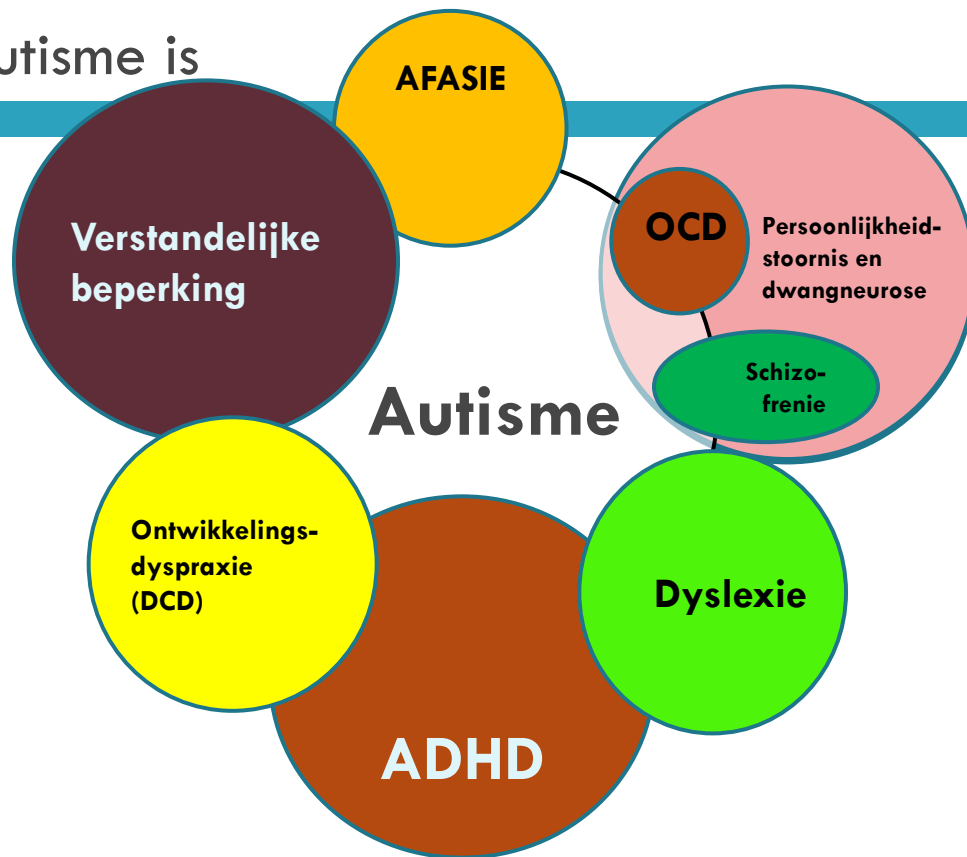 utisme is
AFASIE
Verstandelijke
beperking
OCD
Persoonlijkheid-
stoornis en
dwangneurose
Schizo-
frenie
Autisme
Ontwikkelings-
dyspraxie
(DCD)
Dyslexie
ADHD